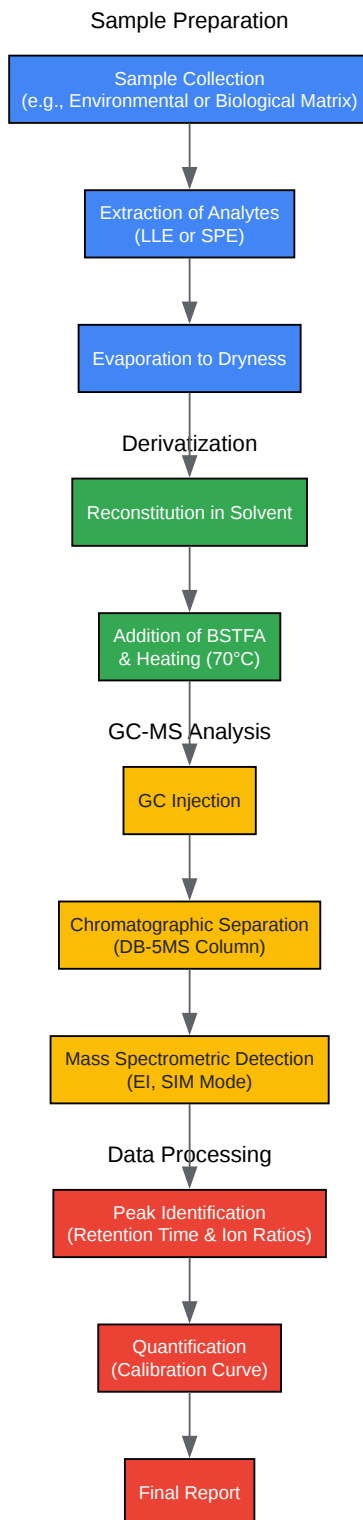 Sample Preparation
Sample Collection
(e.g., Environmental or Biological Matrix)
Extraction of Analytes
(LLE or SPE)
Evaporation to Dryness
Derivatization
Reconstitution in Solvent
Addition of BSTFA
& Heating (70°C)
GC-MS Analysis
GC Injection
Chromatographic Separation
(DB-5MS Column)
Mass Spectrometric Detection
(EI, SIM Mode)
Data Processing
Peak Identification
(Retention Time & Ion Ratios)
Quantification
(Calibration Curve)
Final Report